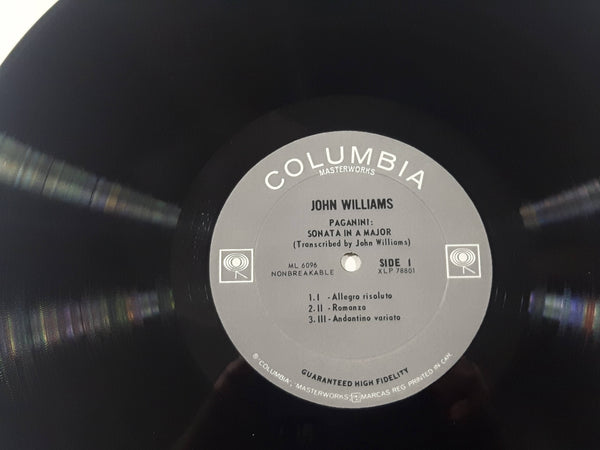 COLUMBIA
MASTERWORKS
JOHN WILLIAMS
PAGANINI:
SONATA IN A MAJOR
(Transcribed by John Williams)
ML 6096
NONBREAKABLE
SIDE 1
XLP 78801
1. I - Allegro risoluto
2. II - Romanza
3. III - Andantino variato
GUARANTEED HIGH FIDELITY
® "COLUMBIA", MASTERWORKS, MARCAS REG. PRINTED IN CAN.